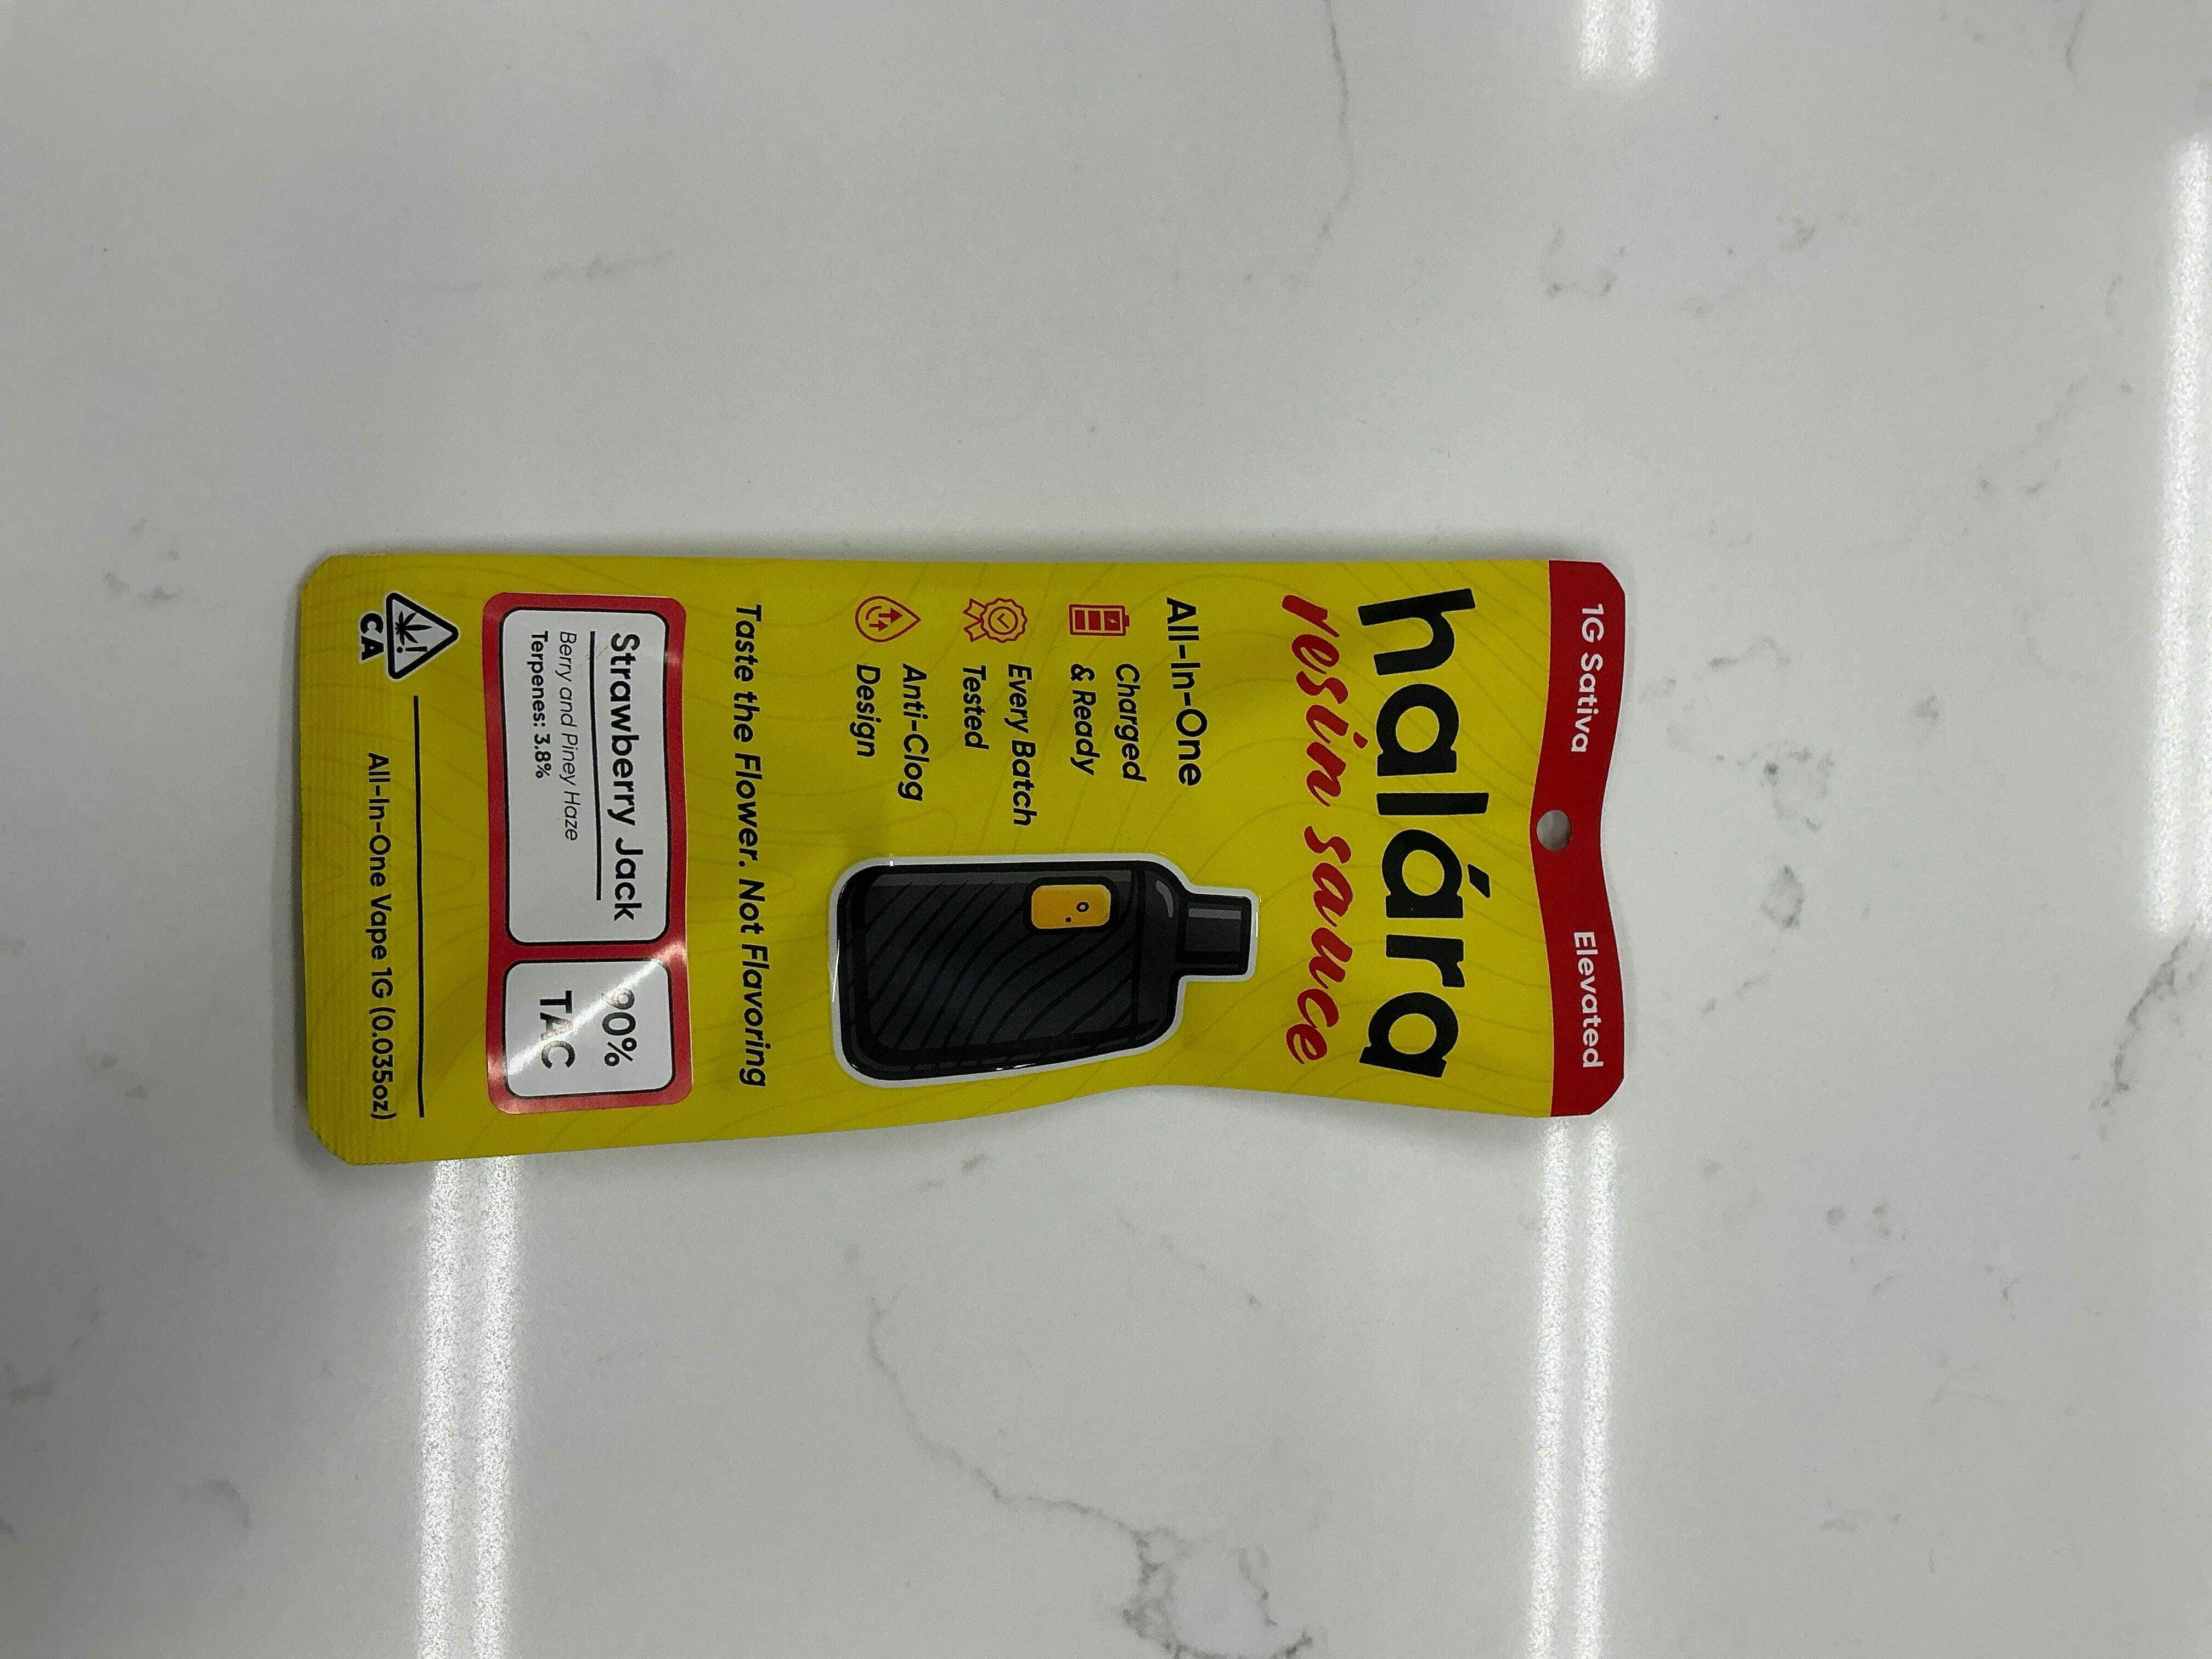 1G Sativa Elevated
halára
resin sauce
All-In-One
Charged
& Ready
Every Batch
Tested
Anti-Clog
Design
Taste the Flower. Not Flavoring
Strawberry Jack
Berry and Piney Haze
Terpenes: 3.8%
90%
TAC
!
CA
All-In-One Vape 1G (0.035oz)